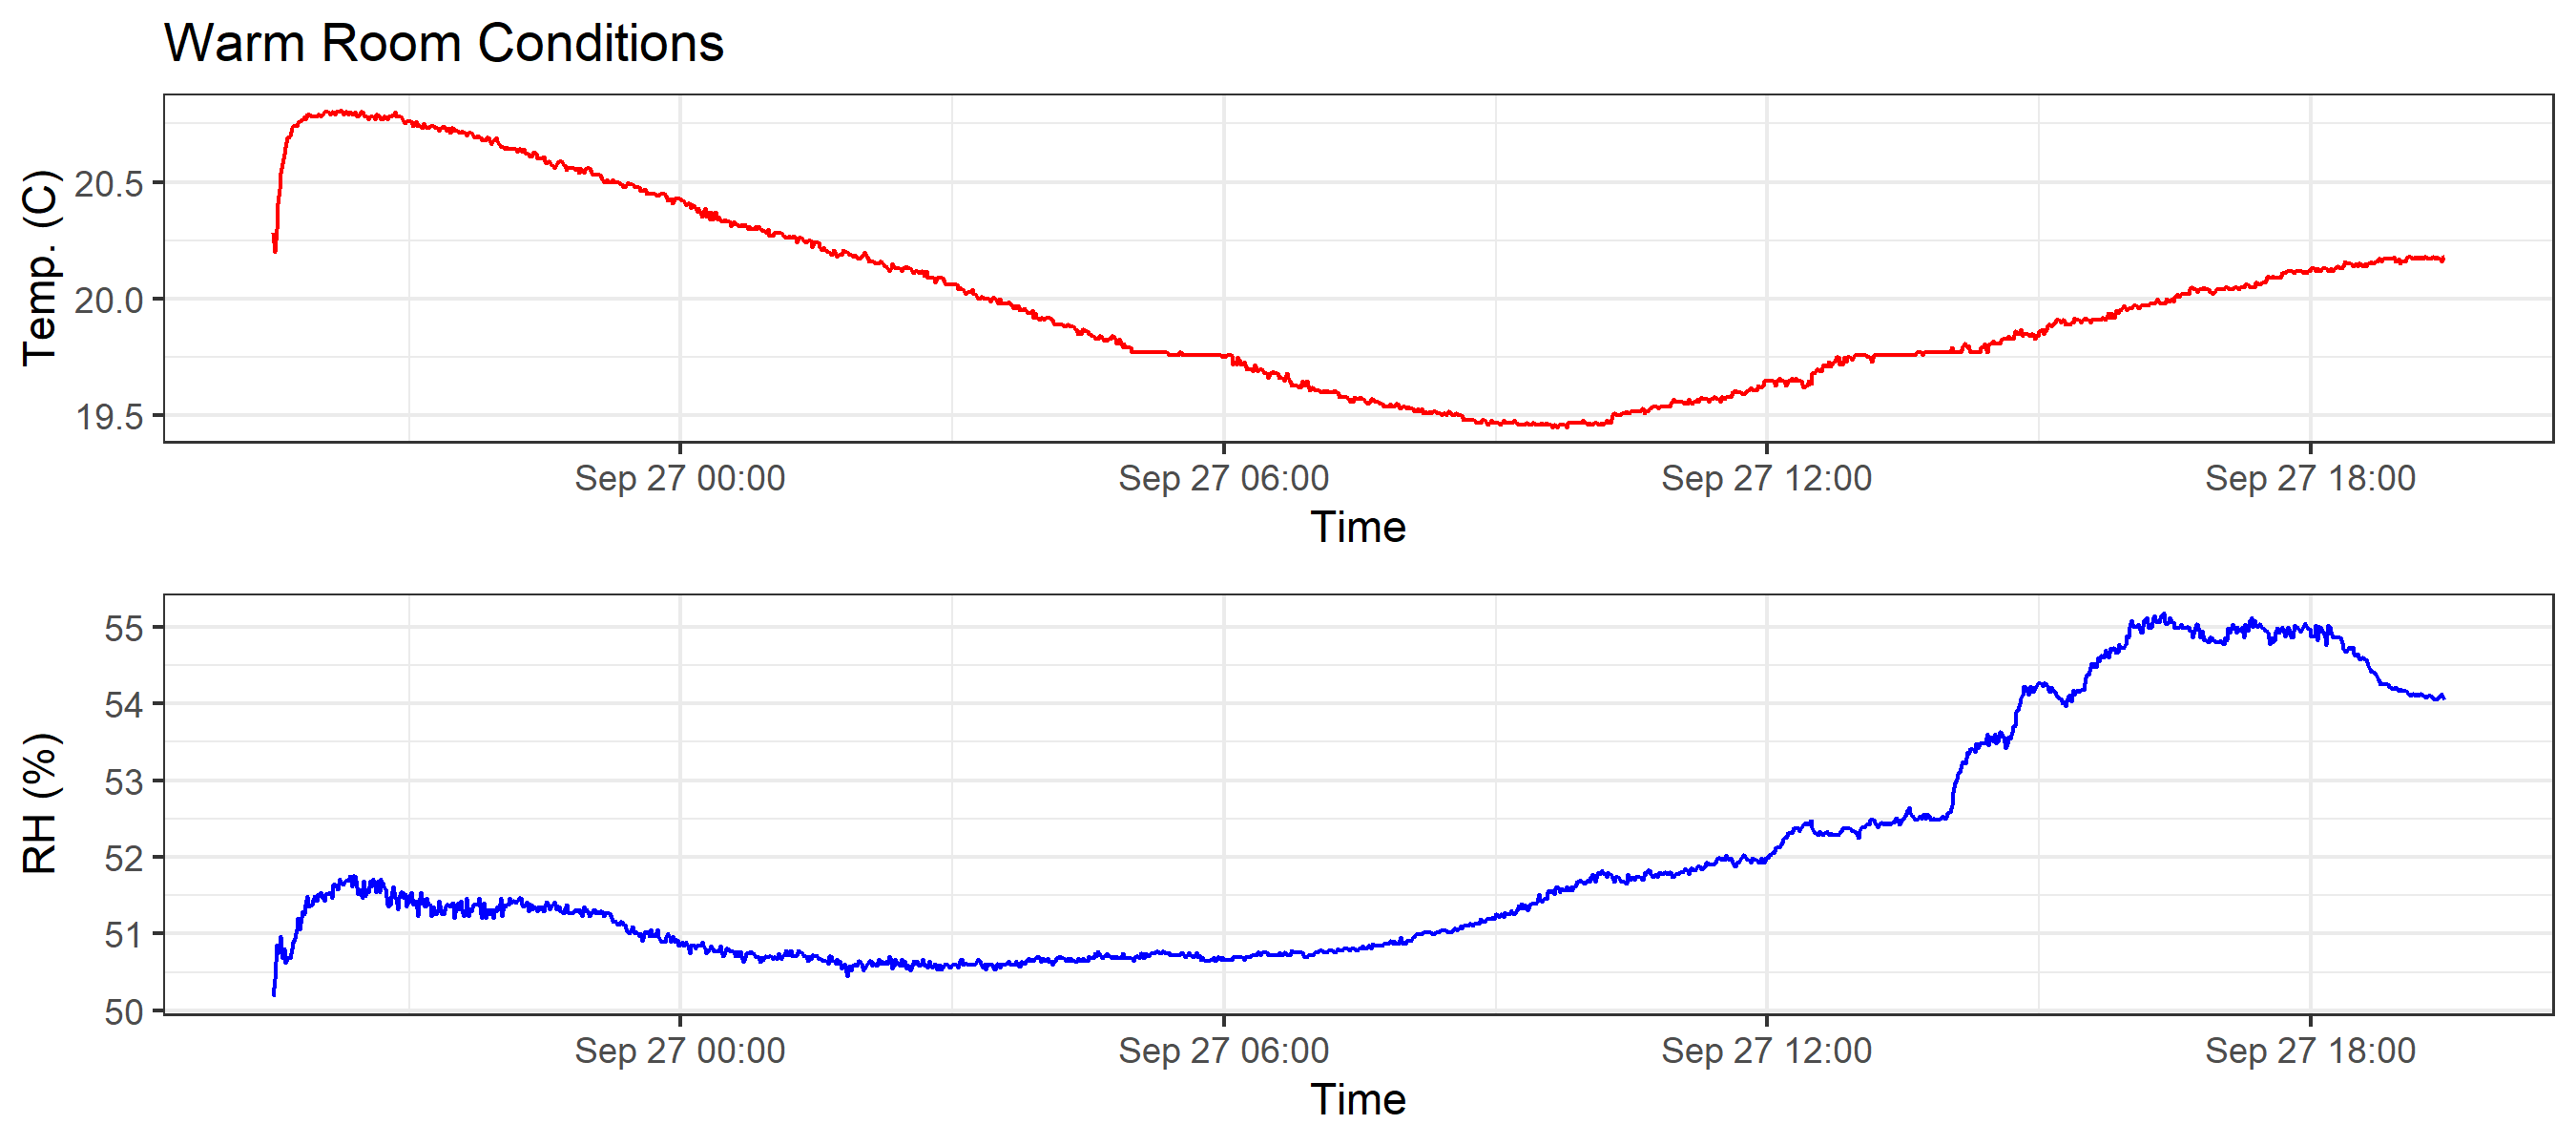 Warm Room Conditions
Temp. (C)
20.5
20.0
19.5
Sep 27 00:00 Sep 27 06:00 Sep 27 12:00 Sep 27 18:00
Time
RH (%)
55
54
53
52
51
50
Sep 27 00:00 Sep 27 06:00 Sep 27 12:00 Sep 27 18:00
Time